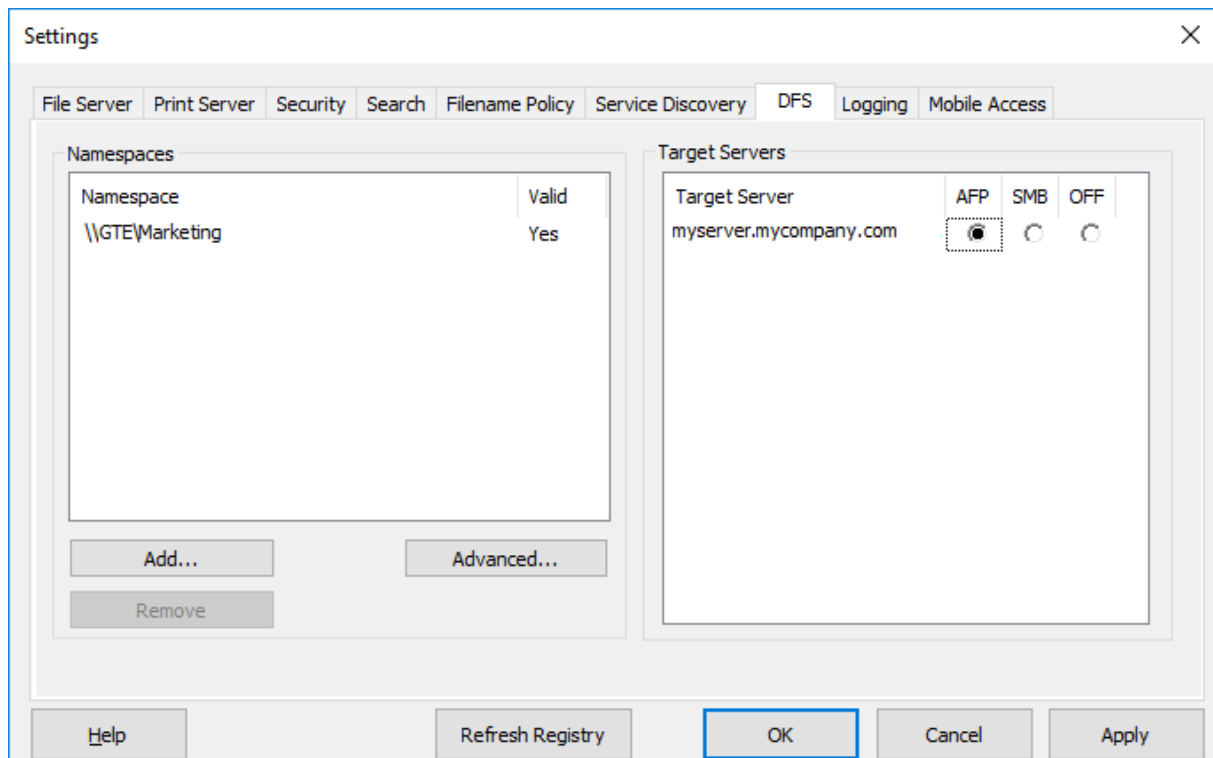 Settings
File Server Print Server Security Search Filename Policy Service Discovery DFS Logging Mobile Access
Namespaces
Namespace Valid
\\GTE\Marketing Yes
Add... Advanced...
Remove
Target Servers
Target Server AFP SMB OFF
myserver.mycompany.com
Help Refresh Registry OK Cancel Apply